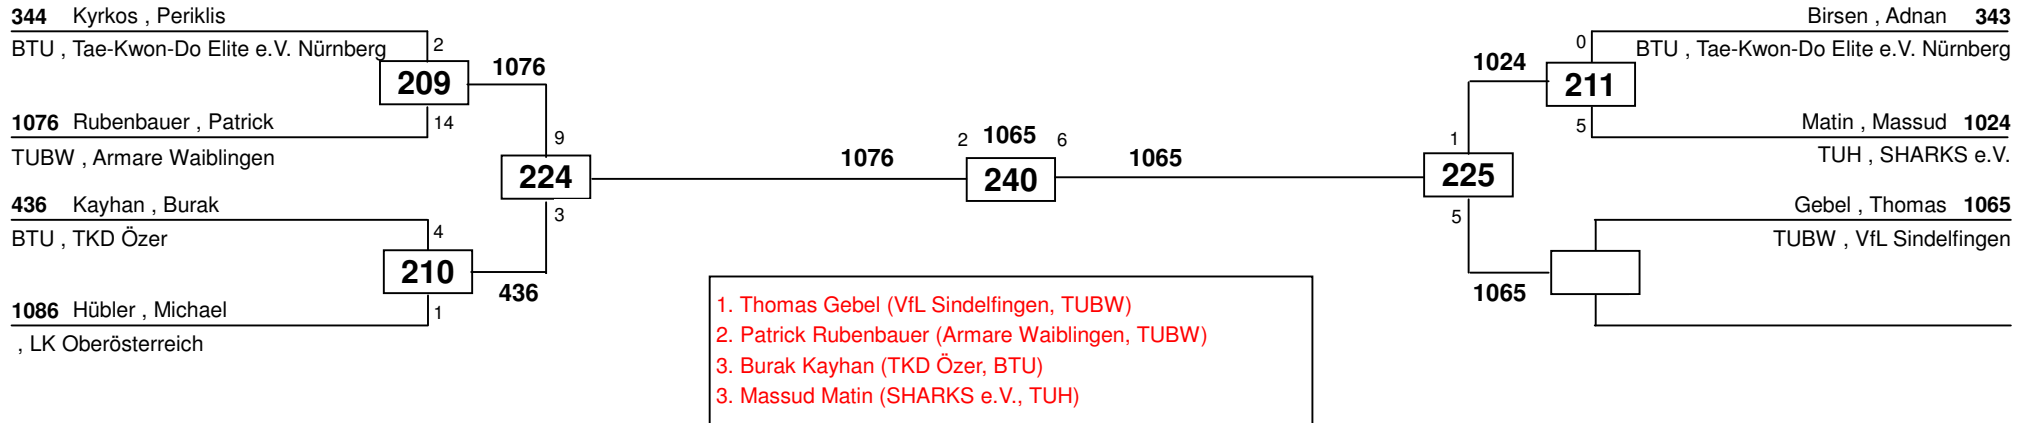 344 Kyrkos , Periklis
BTU , Tae-Kwon-Do Elite e.V. Nürnberg
2
209
1076
1076 Rubenbauer , Patrick
14
TUBW , Armare Waiblingen
9
224
3
436 Kayhan , Burak
BTU , TKD Özer
4
210
436
1086 Hübler , Michael
1
, LK Oberösterreich
1076
2 1065 6
240
1065
Birsen , Adnan 343
0
BTU , Tae-Kwon-Do Elite e.V. Nürnberg
1024
211
5
Matin , Massud 1024
TUH , SHARKS e.V.
1
225
5
Gebel , Thomas 1065
TUBW , VfL Sindelfingen
1065
1. Thomas Gebel (VfL Sindelfingen, TUBW)
2. Patrick Rubenbauer (Armare Waiblingen, TUBW)
3. Burak Kayhan (TKD Özer, BTU)
3. Massud Matin (SHARKS e.V., TUH)